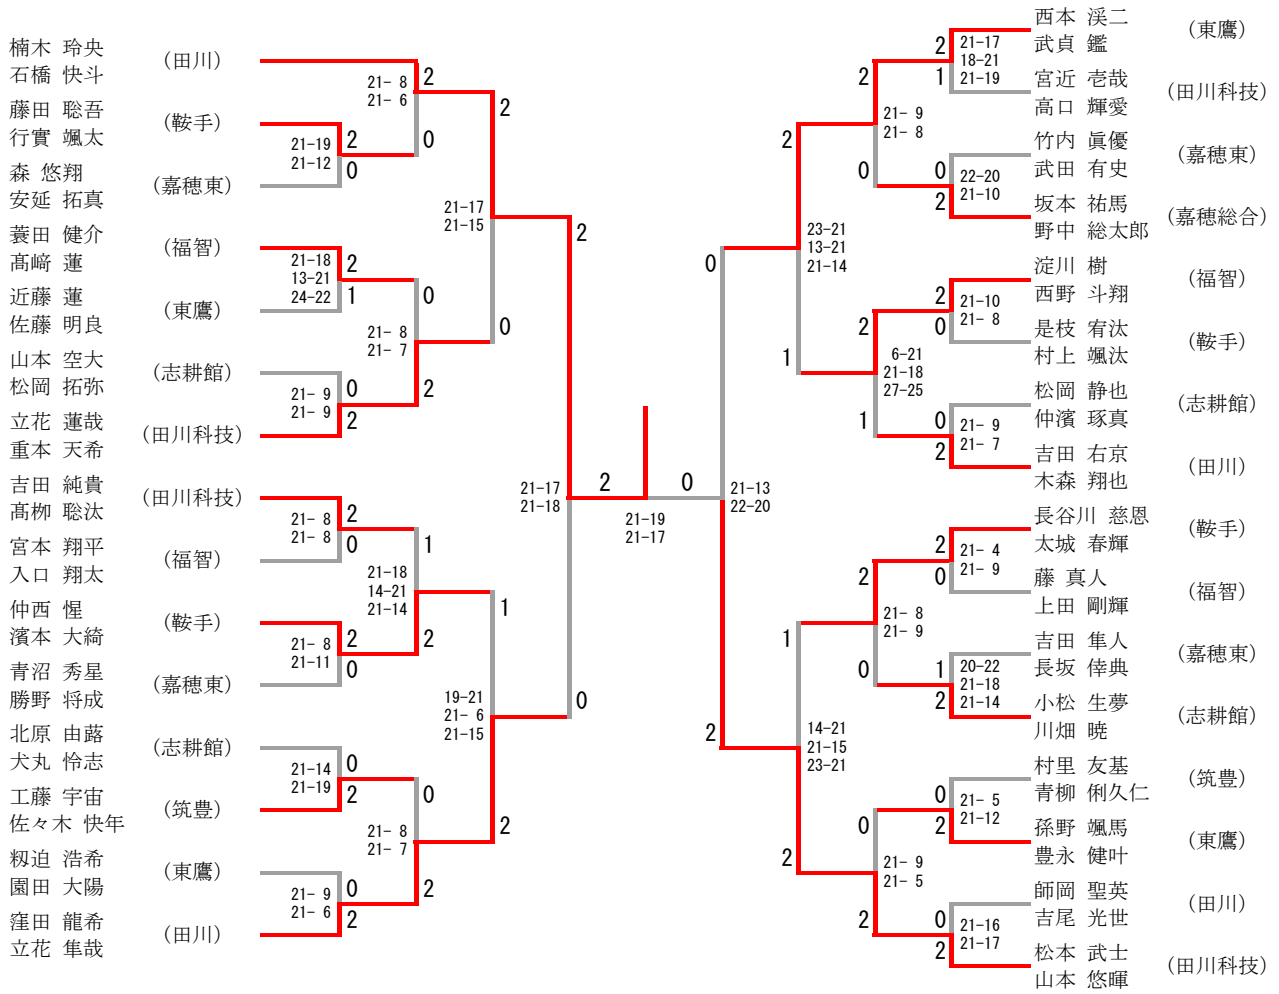 楠木 玲央
石橋 快斗
(田川)
藤田 聡吾
行實 颯太
(鞍手)
森 悠翔
安延 拓真
(嘉穂東)
蓑田 健介
髙﨑 蓮
(福智)
近藤 蓮
佐藤 明良
(東鷹)
山本 空大
松岡 拓弥
(志耕館)
立花 蓮哉
重本 天希
(田川科技)
吉田 純貴
髙栁 聡汰
(田川科技)
宮本 翔平
入口 翔太
(福智)
仲西 惺
濱本 大綺
(鞍手)
青沼 秀星
勝野 将成
(嘉穂東)
北原 由蕗
犬丸 怜志
(志耕館)
工藤 宇宙
佐々木 快年
(筑豊)
籾迫 浩希
園田 大陽
(東鷹)
窪田 龍希
立花 隼哉
(田川)
21-19
21-12
2
0
21-18
13-21
24-22
2
1
21- 9
21- 9
0
2
21- 8
21- 8
2
0
21- 8
21-11
2
0
21-14
21-19
0
2
21- 9
21- 6
0
2
21- 8
21- 6
2
0
21- 8
21- 7
0
2
21-18
14-21
21-14
1
2
21- 8
21- 7
0
2
21-17
21-15
2
0
19-21
21- 6
21-15
1
2
21-17
21-18
2
0
2
0
21-19
21-17
21-13
22-20
0
2
23-21
13-21
21-14
2
1
14-21
21-15
23-21
1
2
21- 9
21- 8
2
0
6-21
21-18
27-25
2
1
21- 8
21- 9
2
0
21- 9
21- 5
0
2
21-17
18-21
21-19
2
1
22-20
21-10
0
2
21-10
21- 8
2
0
21- 9
21- 7
0
2
21- 4
21- 9
2
0
20-22
21-18
21-14
1
2
21- 5
21-12
0
2
21-16
21-17
0
2
西本 渓二
武貞 鑑
(東鷹)
宮近 壱哉
高口 輝愛
(田川科技)
竹内 眞優
武田 有史
(嘉穂東)
坂本 祐馬
野中 総太郎
(嘉穂総合)
淀川 樹
西野 斗翔
(福智)
是枝 宥汰
村上 颯汰
(鞍手)
松岡 静也
仲濱 琢真
(志耕館)
吉田 右京
木森 翔也
(田川)
長谷川 慈恩
太城 春輝
(鞍手)
藤 真人
上田 剛輝
(福智)
吉田 隼人
長坂 倖典
(嘉穂東)
小松 生夢
川畑 暁
(志耕館)
村里 友基
青柳 俐久仁
(筑豊)
孫野 颯馬
豊永 健叶
(東鷹)
師岡 聖英
吉尾 光世
(田川)
松本 武士
山本 悠暉
(田川科技)